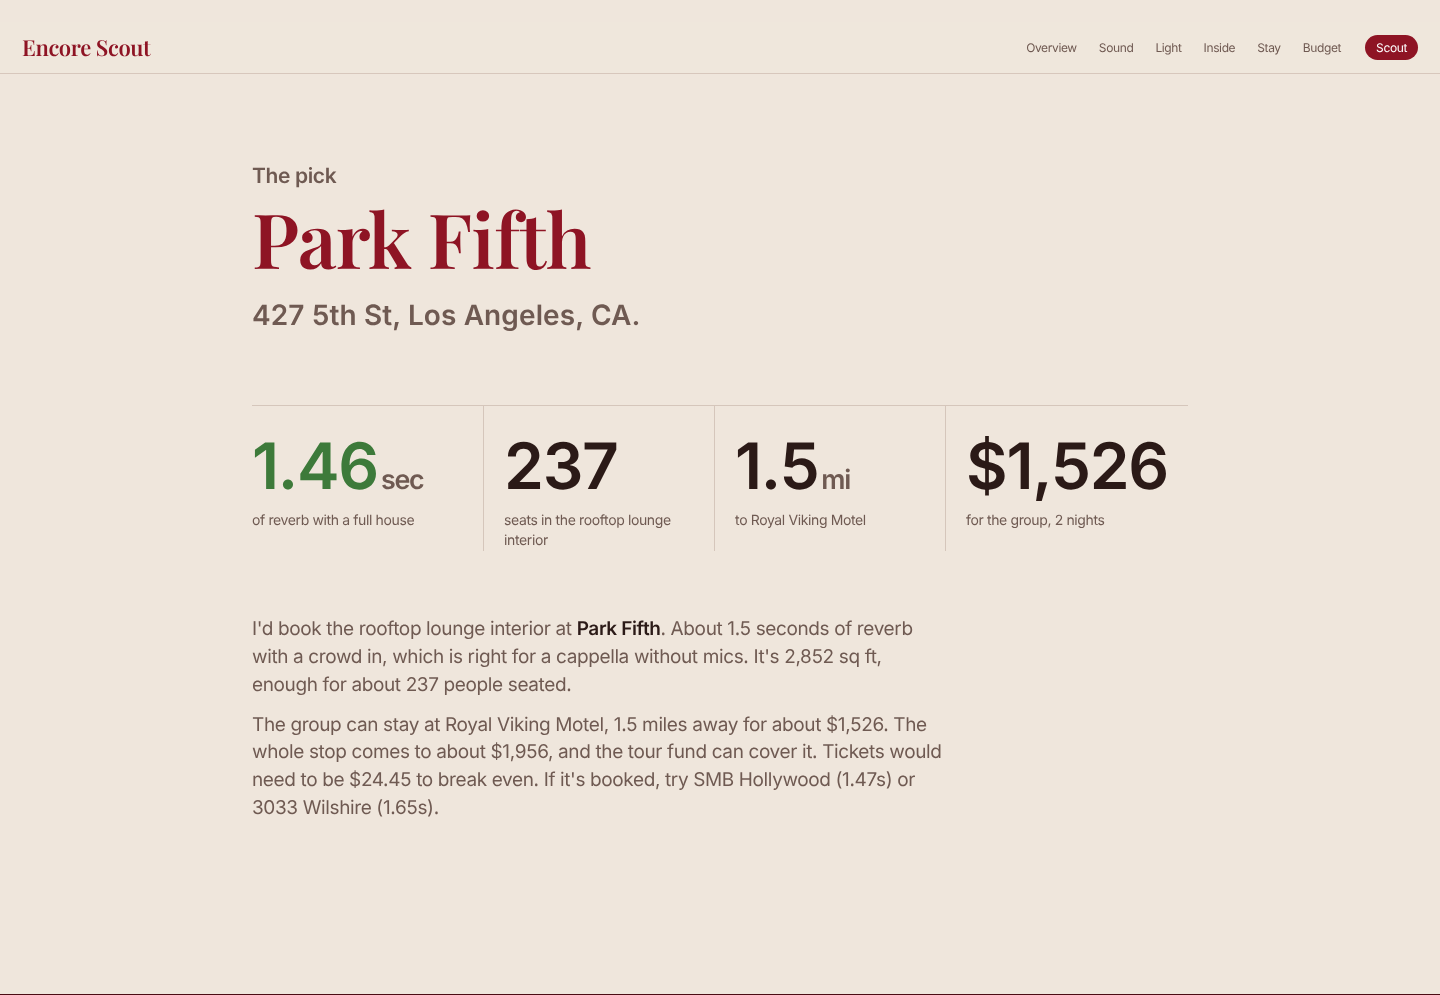 Encore Scout
Overview Sound Light Inside Stay Budget Scout
The pick
Park Fifth
427 5th St, Los Angeles, CA.
1.46 sec
of reverb with a full house
237
seats in the rooftop lounge
interior
1.5 mi
to Royal Viking Motel
$1,526
for the group, 2 nights
I'd book the rooftop lounge interior at Park Fifth. About 1.5 seconds of reverb
with a crowd in, which is right for a cappella without mics. It's 2,852 sq ft,
enough for about 237 people seated.
The group can stay at Royal Viking Motel, 1.5 miles away for about $1,526. The
whole stop comes to about $1,956, and the tour fund can cover it. Tickets would
need to be $24.45 to break even. If it's booked, try SMB Hollywood (1.47s) or
3033 Wilshire (1.65s).